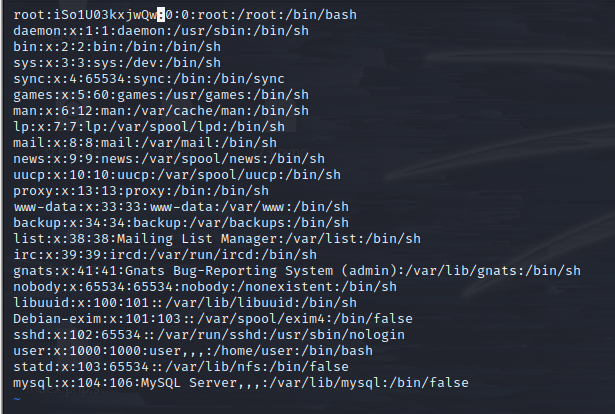 root:iSo1U03kxjwQw:0:0:root:/root:/bin/bash
daemon:x:1:1:daemon:/usr/sbin:/bin/sh
bin:x:2:2:bin:/bin:/bin/sh
sys:x:3:3:sys:/dev:/bin/sh
sync:x:4:65534:sync:/bin:/bin/sync
games:x:5:60:games:/usr/games:/bin/sh
man:x:6:12:man:/var/cache/man:/bin/sh
lp:x:7:7:lp:/var/spool/lpd:/bin/sh
mail:x:8:8:mail:/var/mail:/bin/sh
news:x:9:9:news:/var/spool/news:/bin/sh
uucp:x:10:10:uucp:/var/spool/uucp:/bin/sh
proxy:x:13:13:proxy:/bin:/bin/sh
www-data:x:33:33:www-data:/var/www:/bin/sh
backup:x:34:34:backup:/var/backups:/bin/sh
list:x:38:38:Mailing List Manager:/var/list:/bin/sh
irc:x:39:39:ircd:/var/run/ircd:/bin/sh
gnats:x:41:41:Gnats Bug-Reporting System (admin):/var/lib/gnats:/bin/sh
nobody:x:65534:65534:nobody:/nonexistent:/bin/sh
libuuid:x:100:101::/var/lib/libuuid:/bin/sh
Debian-exim:x:101:103::/var/spool/exim4:/bin/false
sshd:x:102:65534::/var/run/sshd:/usr/sbin/nologin
user:x:1000:1000:user,,,:/home/user:/bin/bash
statd:x:103:65534::/var/lib/nfs:/bin/false
mysql:x:104:106:MySQL Server,,,:/var/lib/mysql:/bin/false
~